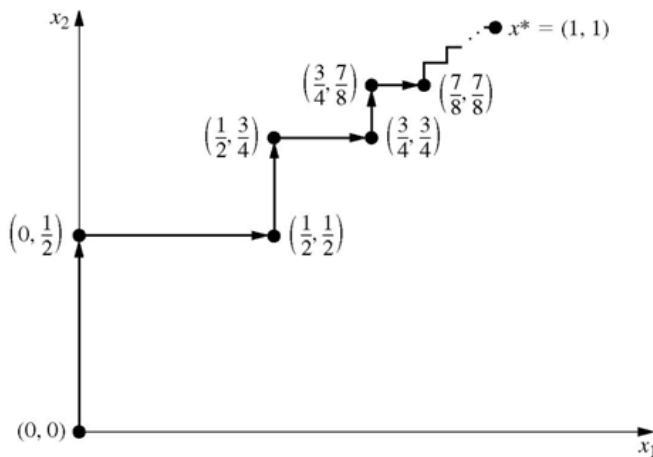 x₂
x* = (1, 1)
(3/4, 7/8)
(7/8, 7/8)
(1/2, 3/4)
(3/4, 3/4)
(0, 1/2)
(1/2, 1/2)
(0, 0)
x₁